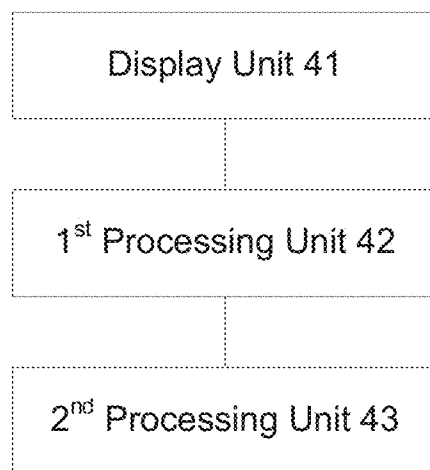 Display Unit 41
1st Processing Unit 42
2nd Processing Unit 43